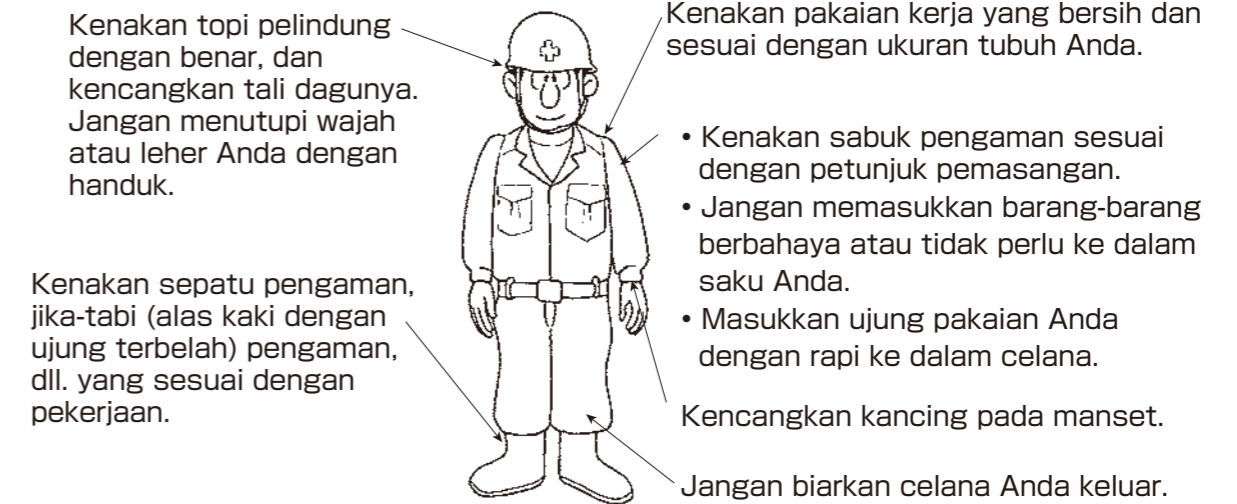 Kenakan topi pelindung
dengan benar, dan
kencangkan tali dagunya.
Jangan menutupi wajah
atau leher Anda dengan
handuk.
Kenakan sepatu pengaman,
jika-tabi (alas kaki dengan
ujung terbelah) pengaman,
dll. yang sesuai dengan
pekerjaan.
Kenakan pakaian kerja yang bersih dan
sesuai dengan ukuran tubuh Anda.
• Kenakan sabuk pengaman sesuai
dengan petunjuk pemasangan.
• Jangan memasukkan barang-barang
berbahaya atau tidak perlu ke dalam
saku Anda.
• Masukkan ujung pakaian Anda
dengan rapi ke dalam celana.
Kencangkan kancing pada manset.
Jangan biarkan celana Anda keluar.